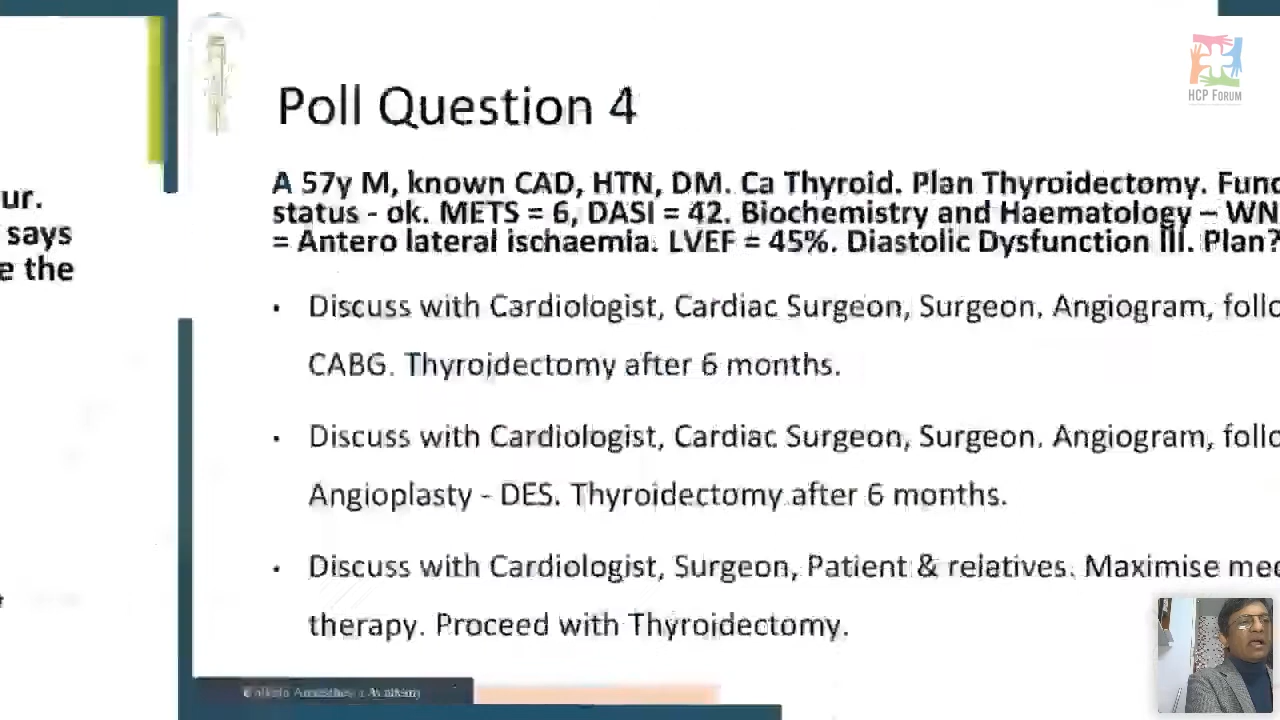 HCP FORUM
Poll Question 4
ur.
says
e the
A 57y M, known CAD, HTN, DM. Ca Thyroid. Plan Thyroidectomy. Func
status - ok. METS = 6, DASI = 42. Biochemistry and Haematology – WN
= Antero lateral ischaemia. LVEF = 45%. Diastolic Dysfunction III. Plan?
• Discuss with Cardiologist, Cardiac Surgeon, Surgeon. Angiogram, follo
CABG. Thyroidectomy after 6 months.
• Discuss with Cardiologist, Cardiac Surgeon, Surgeon. Angiogram, follo
Angioplasty - DES. Thyroidectomy after 6 months.
• Discuss with Cardiologist, Surgeon, Patient & relatives. Maximise med
therapy. Proceed with Thyroidectomy.